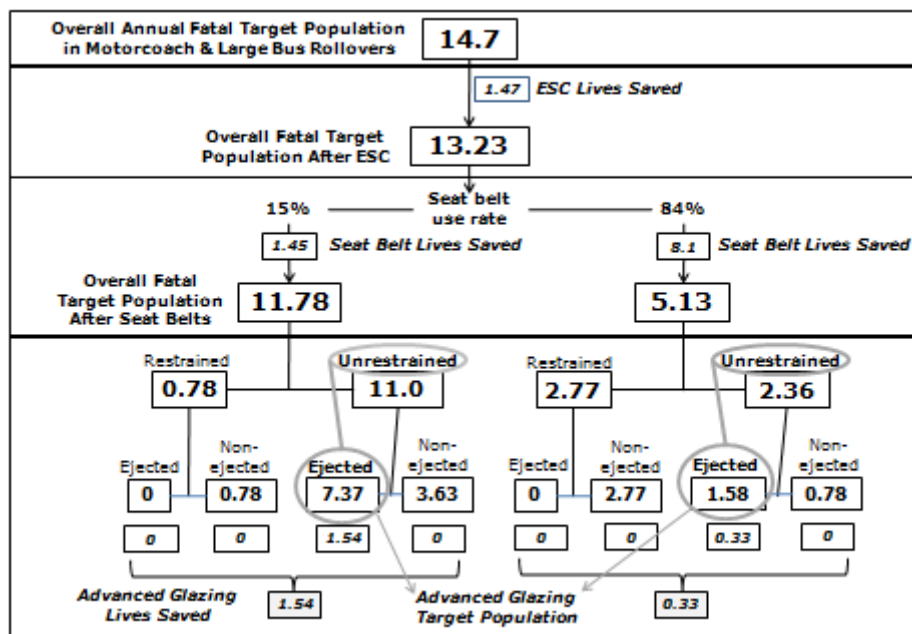 Overall Annual Fatal Target Population
in Motorcoach & Large Bus Rollovers
14.7
1.47
ESC Lives Saved
Overall Fatal Target
Population After ESC
13.23
15%
Seat belt
use rate
84%
1.45
Seat Belt Lives Saved
8.1
Seat Belt Lives Saved
Overall Fatal
Target Population
After Seat Belts
11.78
5.13
Restrained
Unrestrained
Restrained
Unrestrained
0.78
11.0
2.77
2.36
Ejected
Non-
ejected
Ejected
Non-
ejected
Ejected
Non-
ejected
Ejected
Non-
ejected
0
0.78
7.37
3.63
0
2.77
1.58
0.78
0
0
1.54
0
0
0
0.33
0
Advanced Glazing
Lives Saved
1.54
Advanced Glazing
Target Population
0.33